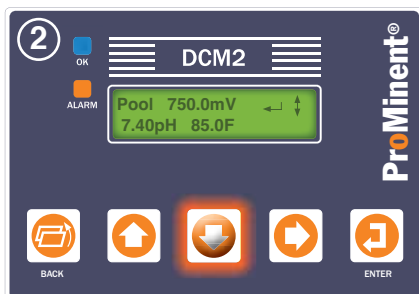 2
OK
DCM2
ALARM
Pool 750.0mV
7.40pH 85.0F
ProMinent®
BACK
ENTER